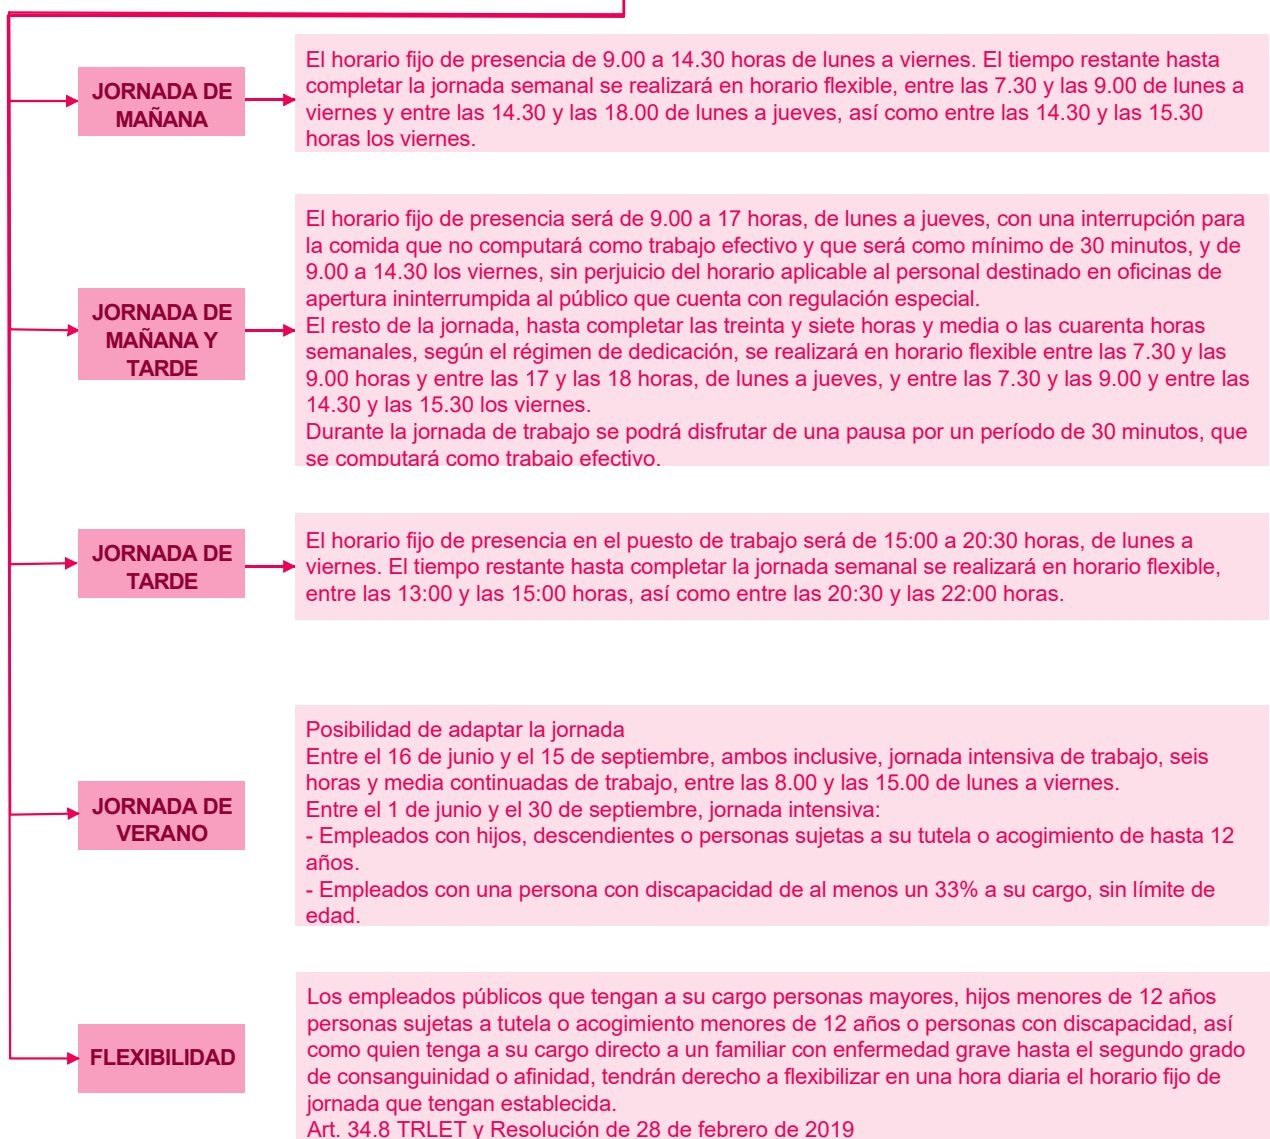 JORNADA DE
MAÑANA
El horario fijo de presencia de 9.00 a 14.30 horas de lunes a viernes. El tiempo restante hasta
completar la jornada semanal se realizará en horario flexible, entre las 7.30 y las 9.00 de lunes a
viernes y entre las 14.30 y las 18.00 de lunes a jueves, así como entre las 14.30 y las 15.30
horas los viernes.
JORNADA DE
MAÑANA Y
TARDE
El horario fijo de presencia será de 9.00 a 17 horas, de lunes a jueves, con una interrupción para
la comida que no computará como trabajo efectivo y que será como mínimo de 30 minutos, y de
9.00 a 14.30 los viernes, sin perjuicio del horario aplicable al personal destinado en oficinas de
apertura ininterrumpida al público que cuenta con regulación especial.
El resto de la jornada, hasta completar las treinta y siete horas y media o las cuarenta horas
semanales, según el régimen de dedicación, se realizará en horario flexible entre las 7.30 y las
9.00 horas y entre las 17 y las 18 horas, de lunes a jueves, y entre las 7.30 y las 9.00 y entre las
14.30 y las 15.30 los viernes.
Durante la jornada de trabajo se podrá disfrutar de una pausa por un período de 30 minutos, que
se computará como trabajo efectivo.
JORNADA DE
TARDE
El horario fijo de presencia en el puesto de trabajo será de 15:00 a 20:30 horas, de lunes a
viernes. El tiempo restante hasta completar la jornada semanal se realizará en horario flexible,
entre las 13:00 y las 15:00 horas, así como entre las 20:30 y las 22:00 horas.
JORNADA DE
VERANO
Posibilidad de adaptar la jornada
Entre el 16 de junio y el 15 de septiembre, ambos inclusive, jornada intensiva de trabajo, seis
horas y media continuadas de trabajo, entre las 8.00 y las 15.00 de lunes a viernes.
Entre el 1 de junio y el 30 de septiembre, jornada intensiva:
- Empleados con hijos, descendientes o personas sujetas a su tutela o acogimiento de hasta 12
años.
- Empleados con una persona con discapacidad de al menos un 33% a su cargo, sin límite de
edad.
FLEXIBILIDAD
Los empleados públicos que tengan a su cargo personas mayores, hijos menores de 12 años
personas sujetas a tutela o acogimiento menores de 12 años o personas con discapacidad, así
como quien tenga a su cargo directo a un familiar con enfermedad grave hasta el segundo grado
de consanguinidad o afinidad, tendrán derecho a flexibilizar en una hora diaria el horario fijo de
jornada que tengan establecida.
Art. 34.8 TRLET y Resolución de 28 de febrero de 2019